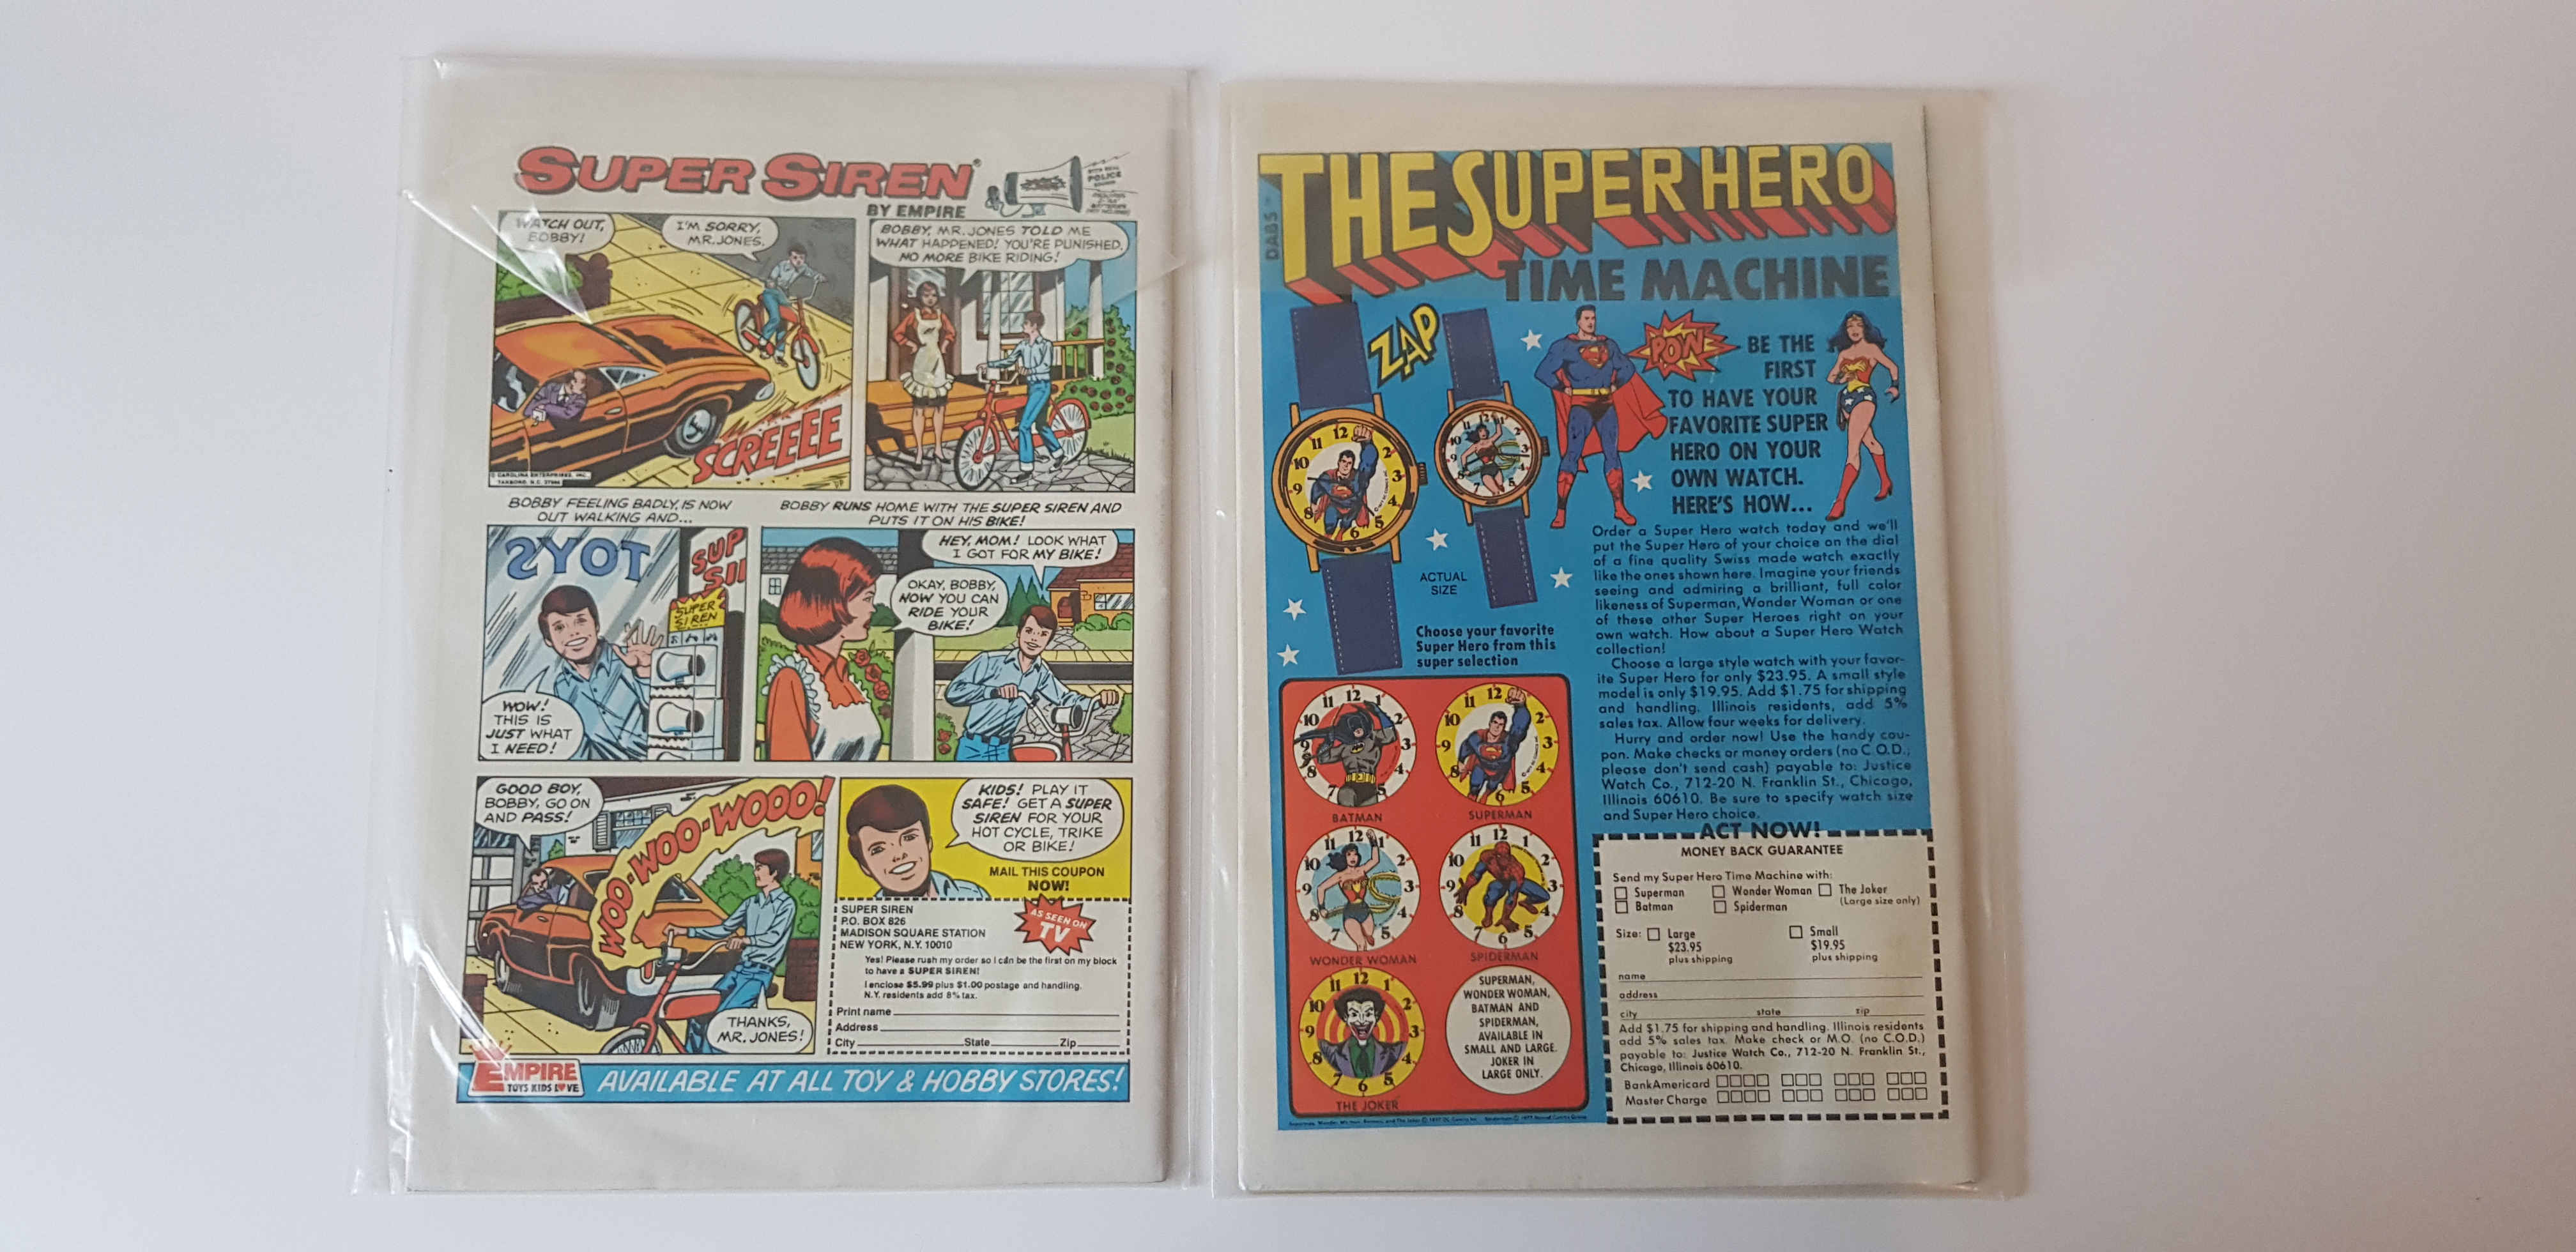 SUPER SIREN®
BY EMPIRE
POLICE
WATCH OUT,
BOBBY!
I'M SORRY,
MR. JONES.
SCREEEE
© CAROLINA ENTERPRISES, INC.
TARBORO, N.C. 27886
BOBBY, MR. JONES TOLD ME
WHAT HAPPENED! YOU'RE PUNISHED.
NO MORE BIKE RIDING!
BOBBY FEELING BADLY, IS NOW
OUT WALKING AND...
TOYS
SUP
SII
SUPER
SIREN
WOW!
THIS IS
JUST WHAT
I NEED!
BOBBY RUNS HOME WITH THE SUPER SIREN AND
PUTS IT ON HIS BIKE!
HEY, MOM! LOOK WHAT
I GOT FOR MY BIKE!
OKAY, BOBBY,
NOW YOU CAN
RIDE YOUR
BIKE!
GOOD BOY,
BOBBY, GO ON
AND PASS!
WOO-WOO-WOOO!
THANKS,
MR. JONES!
KIDS! PLAY IT
SAFE! GET A SUPER
SIREN FOR YOUR
HOT CYCLE, TRIKE
OR BIKE!
MAIL THIS COUPON
NOW!
SUPER SIREN
P.O. BOX 826
MADISON SQUARE STATION
NEW YORK, N.Y. 10010
AS SEEN ON
TV
Yes! Please rush my order so I can be the first on my block
to have a SUPER SIREN!
I enclose $5.99 plus $1.00 postage and handling.
N.Y. residents add 8% tax.
Print name
Address
City State Zip
EMPIRE
TOYS KIDS LOVE
AVAILABLE AT ALL TOY & HOBBY STORES!
DABS
THE SUPER HERO
TIME MACHINE
ZAP
POW
BE THE
FIRST
TO HAVE YOUR
FAVORITE SUPER
HERO ON YOUR
OWN WATCH.
HERE'S HOW...
ACTUAL
SIZE
Choose your favorite
Super Hero from this
super selection
Order a Super Hero watch today and we'll
put the Super Hero of your choice on the dial
of a fine quality Swiss made watch exactly
like the ones shown here. Imagine your friends
seeing and admiring a brilliant, full color
likeness of Superman, Wonder Woman or one
of these other Super Heroes right on your
own watch. How about a Super Hero Watch
collection!
Choose a large style watch with your favor-
ite Super Hero for only $23.95. A small style
model is only $19.95. Add $1.75 for shipping
and handling. Illinois residents, add 5%
sales tax. Allow four weeks for delivery.
Hurry and order now! Use the handy cou-
pon. Make checks or money orders (no C.O.D.,
please don't send cash) payable to: Justice
Watch Co., 712-20 N. Franklin St., Chicago,
Illinois 60610. Be sure to specify watch size
and Super Hero choice.
BATMAN
SUPERMAN
WONDER WOMAN
SPIDERMAN
THE JOKER
SUPERMAN,
WONDER WOMAN,
BATMAN AND
SPIDERMAN,
AVAILABLE IN
SMALL AND LARGE.
JOKER IN
LARGE ONLY.
ACT NOW!
MONEY BACK GUARANTEE
Send my Super Hero Time Machine with:
Superman Wonder Woman The Joker
Batman Spiderman (Large size only)
Size: Large Small
$23.95 $19.95
plus shipping plus shipping
name
address
city state zip
Add $1.75 for shipping and handling. Illinois residents
add 5% sales tax. Make check or M.O. (no C.O.D.)
payable to: Justice Watch Co., 712-20 N. Franklin St.,
Chicago, Illinois 60610.
BankAmericard
Master Charge